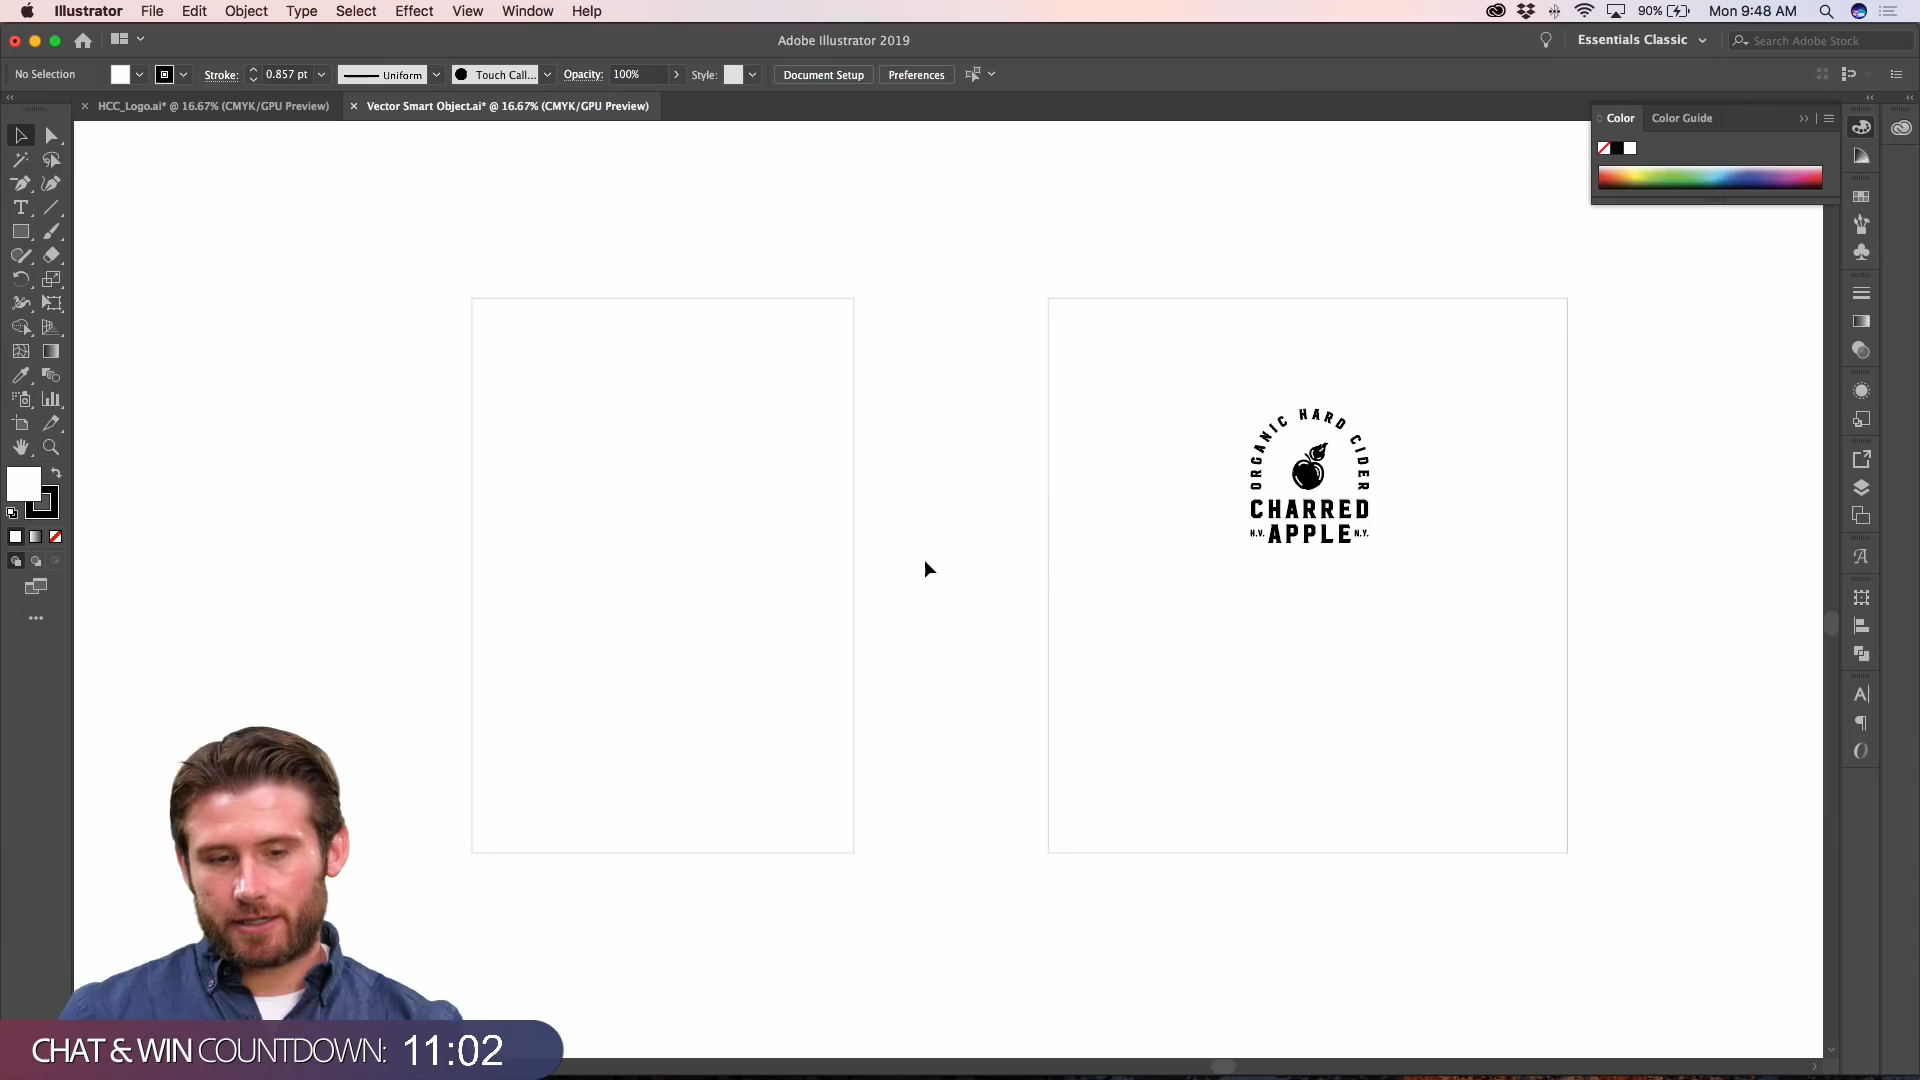 Illustrator File Edit Object Type Select Effect View Window Help
90% Mon 9:48 AM
Adobe Illustrator 2019
Essentials Classic
Search Adobe Stock
No Selection Stroke: 0.857 pt Uniform Touch Call... Opacity: 100% Style: Document Setup Preferences
HCC_Logo.ai* @ 16.67% (CMYK/GPU Preview)
Vector Smart Object.ai* @ 16.67% (CMYK/GPU Preview)
Color Color Guide
ORGANIC HARD CIDER
CHARRED
H.V. APPLE N.Y.
CHAT & WIN COUNTDOWN: 11:02